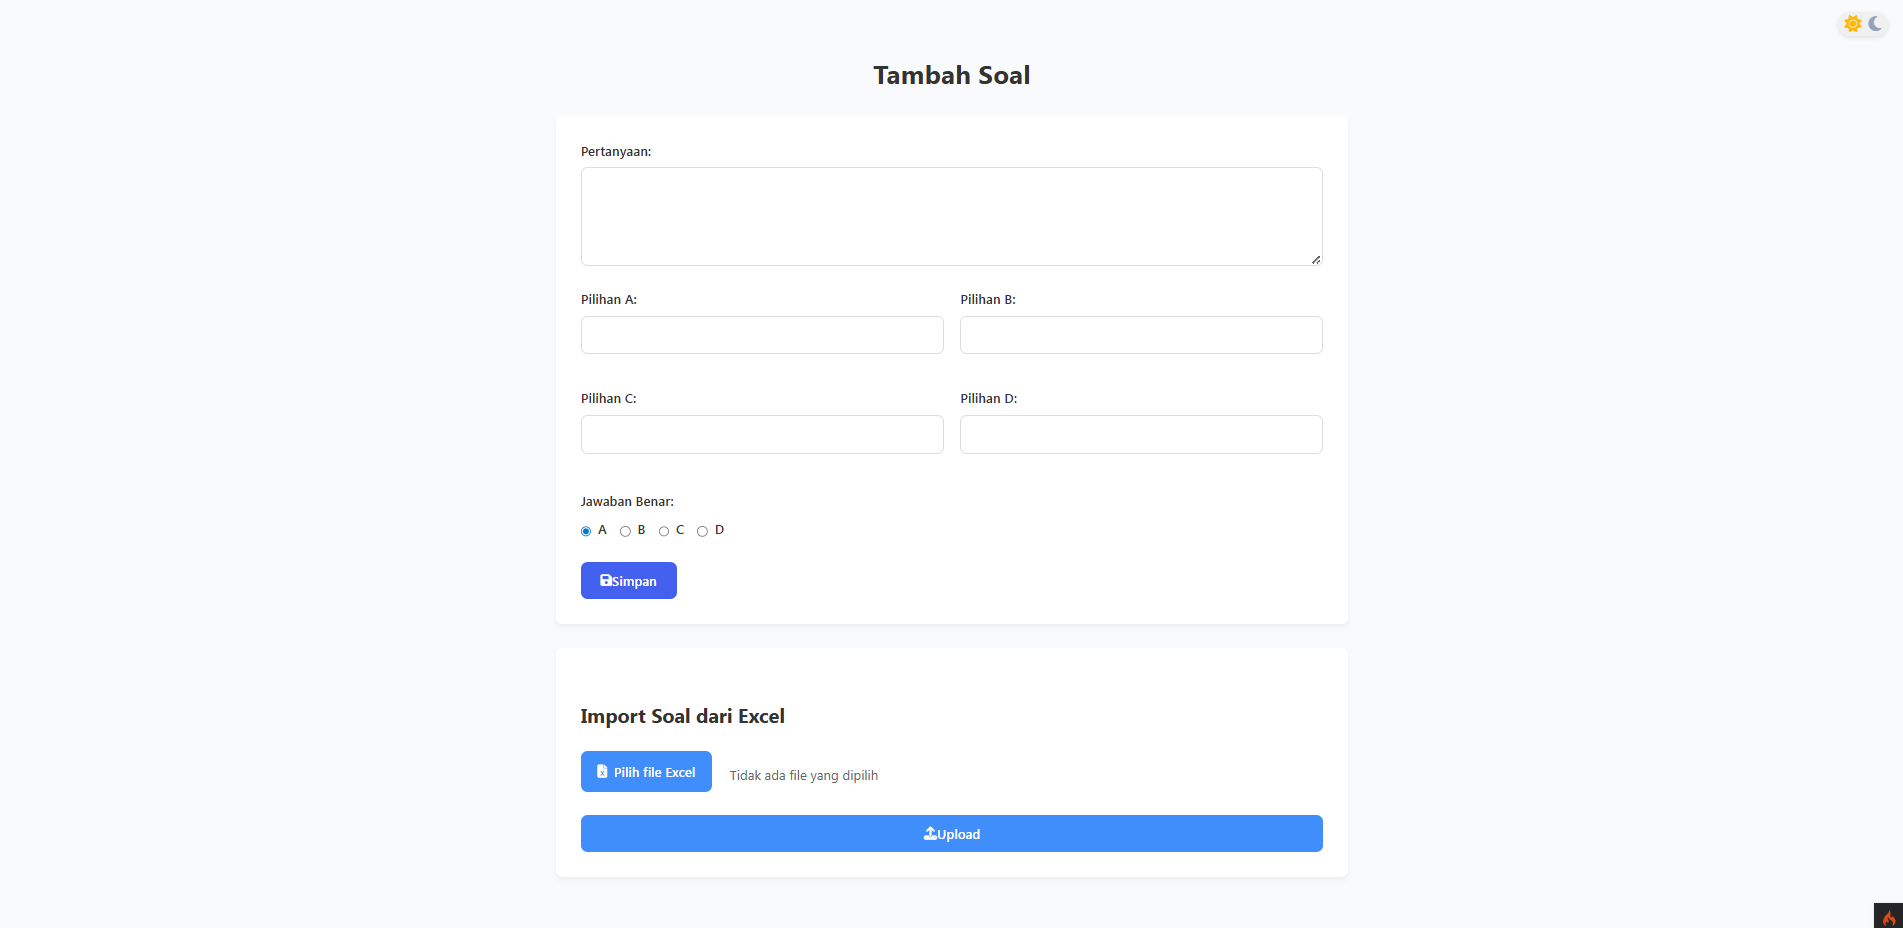 Tambah Soal
Pertanyaan:
Pilihan A:
Pilihan B:
Pilihan C:
Pilihan D:
Jawaban Benar:
A B C D
Simpan
Import Soal dari Excel
Pilih file Excel Tidak ada file yang dipilih
Upload